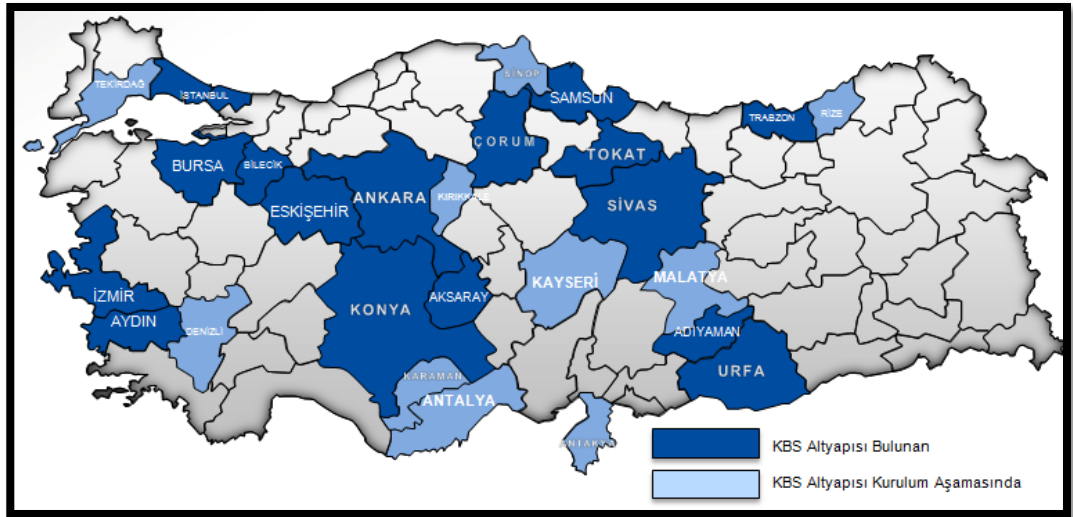 SİNOP
TEKİRDAĞ
İSTANBUL
SAMSUN
TRABZON
RİZE
ÇORUM
TOKAT
BURSA
BİLECİK
ANKARA
KIRIKKALE
ESKİŞEHİR
SİVAS
KAYSERİ
MALATYA
İZMİR
AKSARAY
KONYA
AYDIN
DENİZLİ
ADIYAMAN
URFA
KARAMAN
ANTALYA
ANTAKYA
KBS Altyapısı Bulunan
KBS Altyapısı Kurulum Aşamasında